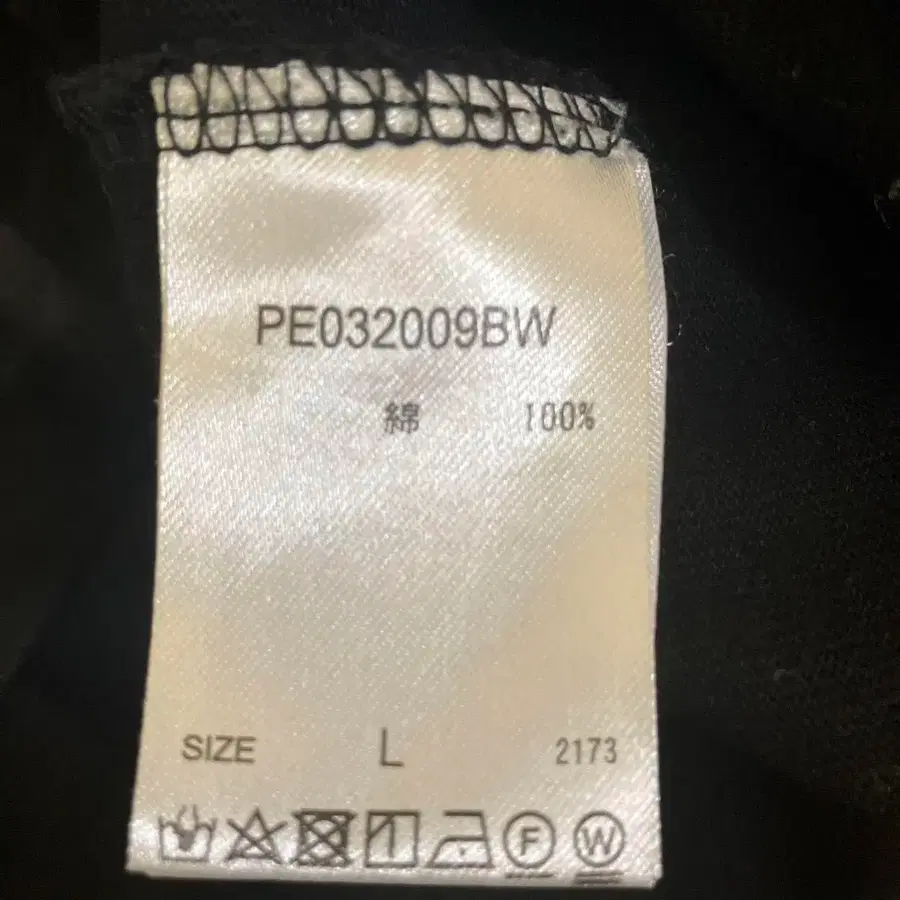 PE032009BW
綿 100%
SIZE L 2173
F W